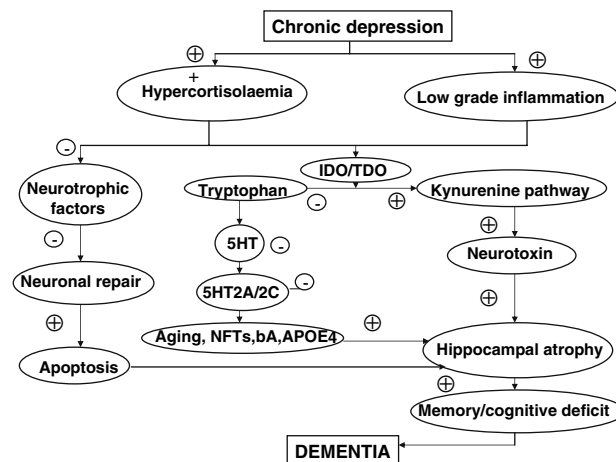 Chronic depression
⊕
⊕
+
Hypercortisolaemia
Low grade inflammation
-
IDO/TDO
Neurotrophic
factors
Tryptophan
-
⊕
Kynurenine pathway
⊕
-
5HT
-
Neurotoxin
Neuronal repair
5HT2A/2C
-
⊕
⊕
Aging, NFTs,bA,APOE4
⊕
Hippocampal atrophy
Apoptosis
⊕
Memory/cognitive deficit
DEMENTIA